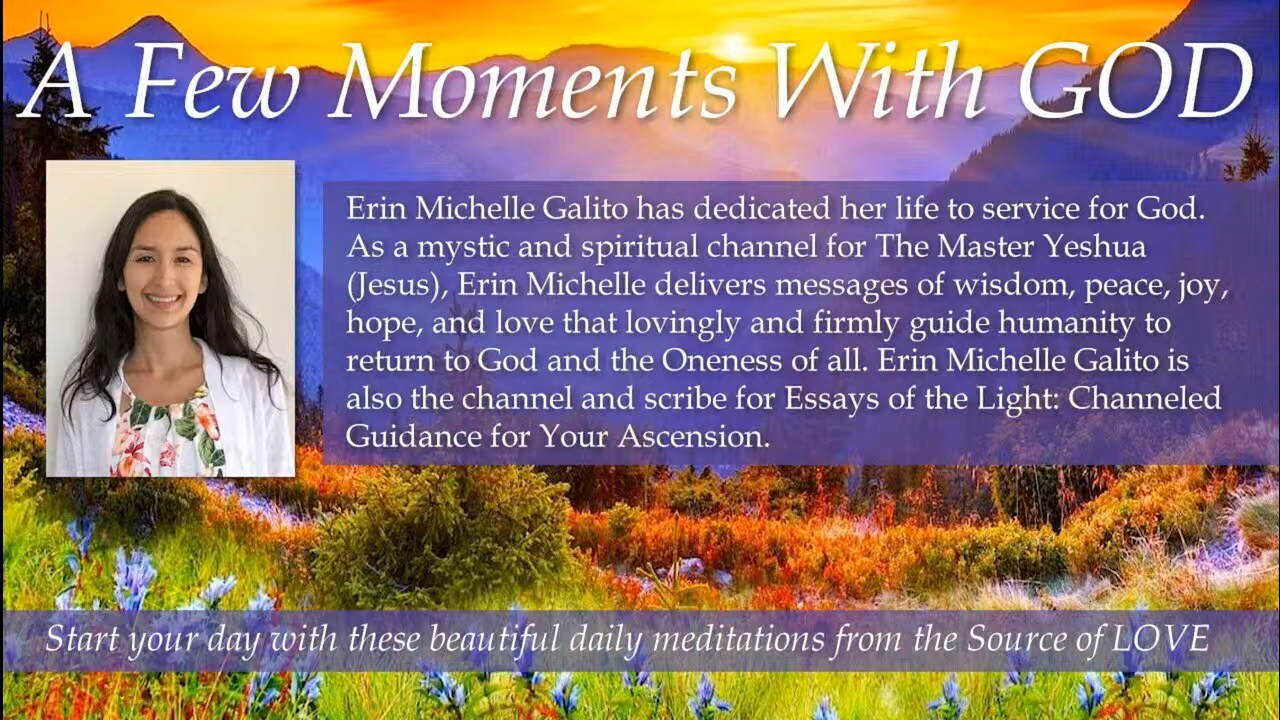 A Few Moments With GOD
Erin Michelle Galito has dedicated her life to service for God.
As a mystic and spiritual channel for The Master Yeshua
(Jesus), Erin Michelle delivers messages of wisdom, peace, joy,
hope, and love that lovingly and firmly guide humanity to
return to God and the Oneness of all. Erin Michelle Galito is
also the channel and scribe for Essays of the Light: Channeled
Guidance for Your Ascension.
Start your day with these beautiful daily meditations from the Source of LOVE